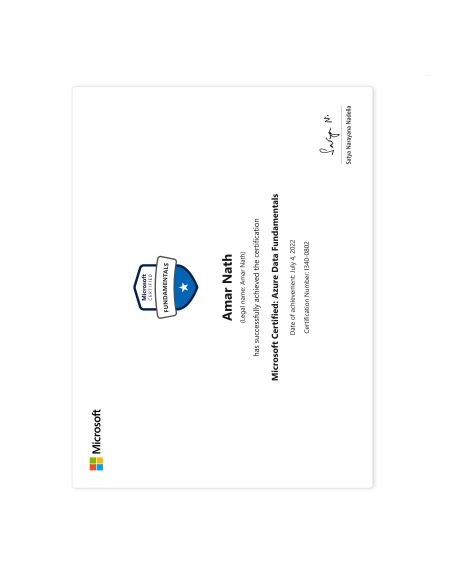 Microsoft
Microsoft
CERTIFIED
FUNDAMENTALS
Amar Nath
(Legal name: Amar Nath)
has successfully achieved the certification
Microsoft Certified: Azure Data Fundamentals
Date of achievement: July 4, 2022
Certification Number: I340-0802
Satya N.
Satya Narayana Nadella